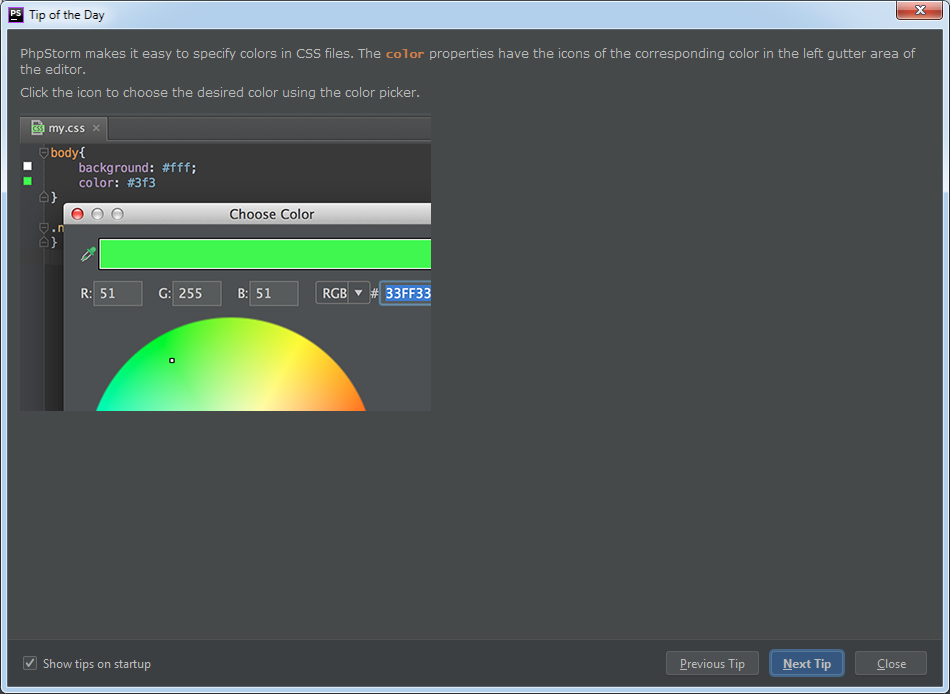 Tip of the Day
PhpStorm makes it easy to specify colors in CSS files. The color properties have the icons of the corresponding color in the left gutter area of
the editor.
Click the icon to choose the desired color using the color picker.
my.css
body{
background: #fff;
color: #3f3
}
Choose Color
.n
}
R: 51 G: 255 B: 51 RGB # 33FF33
Show tips on startup
Previous Tip
Next Tip
Close